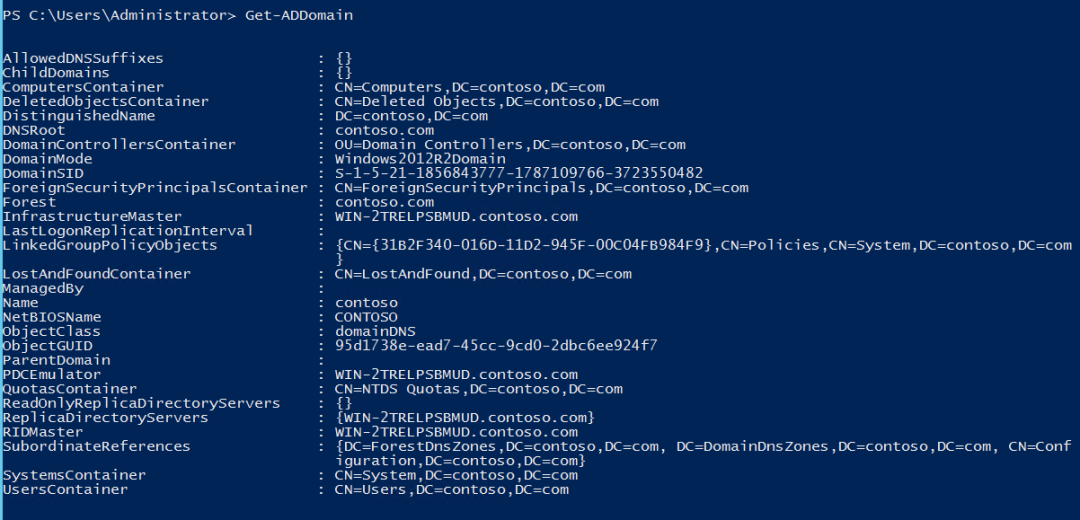 PS C:\Users\Administrator> Get-ADDomain
AllowedDNSSuffixes : {}
ChildDomains : {}
ComputersContainer : CN=Computers,DC=contoso,DC=com
DeletedObjectsContainer : CN=Deleted Objects,DC=contoso,DC=com
DistinguishedName : DC=contoso,DC=com
DNSRoot : contoso.com
DomainControllersContainer : OU=Domain Controllers,DC=contoso,DC=com
DomainMode : Windows2012R2Domain
DomainSID : S-1-5-21-1856843777-1787109766-3723550482
ForeignSecurityPrincipalsContainer : CN=ForeignSecurityPrincipals,DC=contoso,DC=com
Forest : contoso.com
InfrastructureMaster : WIN-2TRELPSBMUD.contoso.com
LastLogonReplicationInterval :
LinkedGroupPolicyObjects : {CN={31B2F340-016D-11D2-945F-00C04FB984F9},CN=Policies,CN=System,DC=contoso,DC=com
}
LostAndFoundContainer : CN=LostAndFound,DC=contoso,DC=com
ManagedBy :
Name : contoso
NetBIOSName : CONTOSO
ObjectClass : domainDNS
ObjectGUID : 95d1738e-ead7-45cc-9cd0-2dbc6ee924f7
ParentDomain :
PDCEmulator : WIN-2TRELPSBMUD.contoso.com
QuotasContainer : CN=NTDS Quotas,DC=contoso,DC=com
ReadOnlyReplicaDirectoryServers : {}
ReplicaDirectoryServers : {WIN-2TRELPSBMUD.contoso.com}
RIDMaster : WIN-2TRELPSBMUD.contoso.com
SubordinateReferences : {DC=ForestDnsZones,DC=contoso,DC=com, DC=DomainDnsZones,DC=contoso,DC=com, CN=Conf
iguration,DC=contoso,DC=com}
SystemsContainer : CN=System,DC=contoso,DC=com
UsersContainer : CN=Users,DC=contoso,DC=com